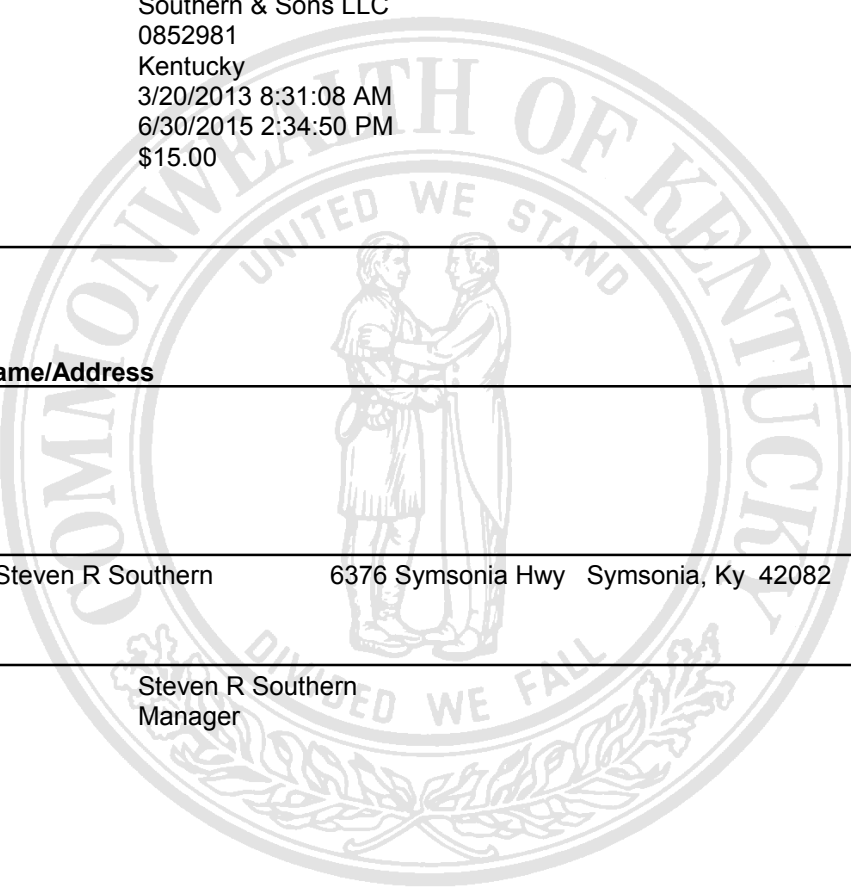 Southern & Sons LLC
0852981
Kentucky
3/20/2013 8:31:08 AM
6/30/2015 2:34:50 PM
$15.00
COMMONWEALTH OF KENTUCKY
UNITED WE STAND
ame/Address
Steven R Southern 6376 Symsonia Hwy Symsonia, Ky 42082
DIVIDED WE FALL
Steven R Southern
Manager